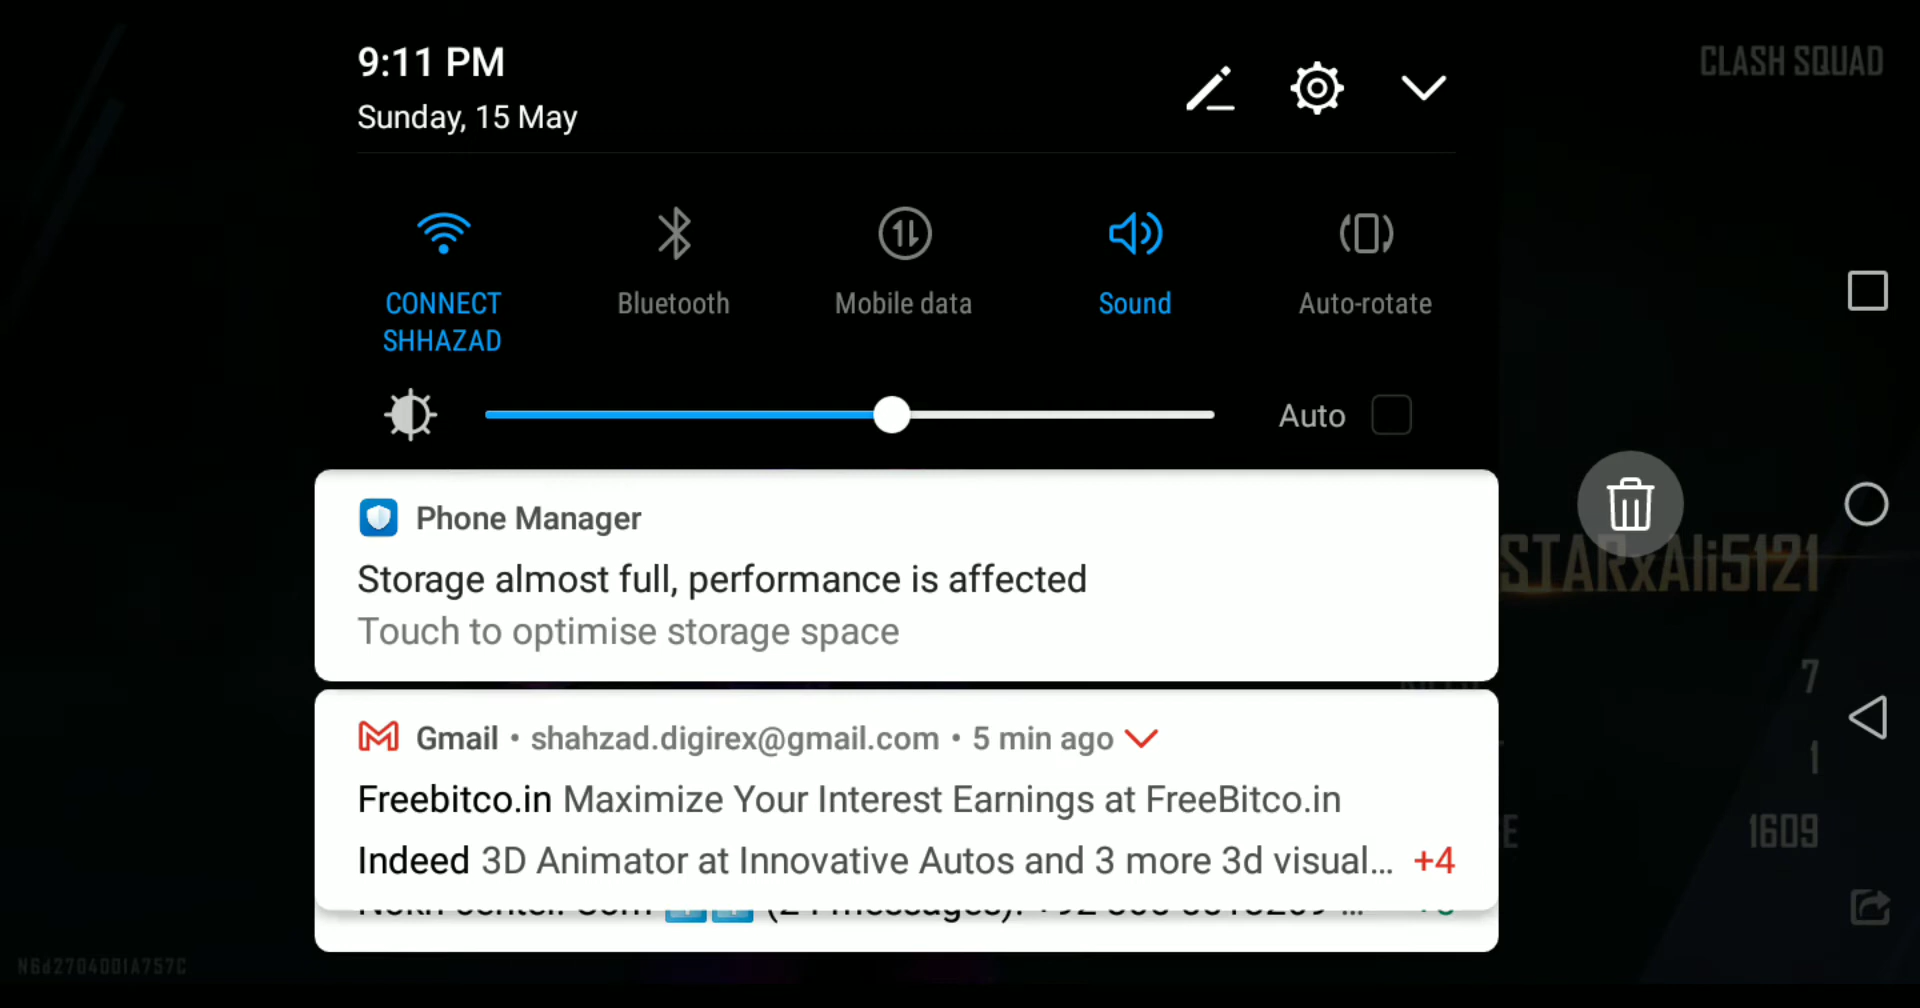 9:11 PM
Sunday, 15 May
CLASH SQUAD
CONNECT
SHHAZAD
Bluetooth
Mobile data
Sound
Auto-rotate
Auto
Phone Manager
Storage almost full, performance is affected
Touch to optimise storage space
STARxAli5121
7
Gmail • shahzad.digirex@gmail.com • 5 min ago
1
Freebitco.in Maximize Your Interest Earnings at FreeBitco.in
1609
Indeed 3D Animator at Innovative Autos and 3 more 3d visual... +4